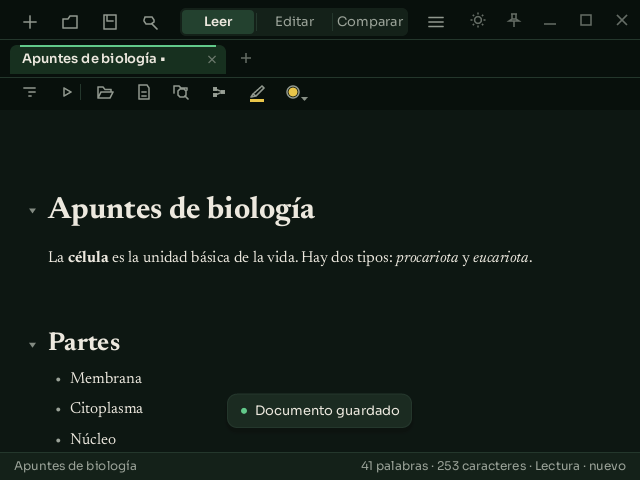 Leer Editar Comparar
Apuntes de biología •
Apuntes de biología
La célula es la unidad básica de la vida. Hay dos tipos: procariota y eucariota.
Partes
• Membrana
• Citoplasma
• Núcleo
Documento guardado
Apuntes de biología 41 palabras · 253 caracteres · Lectura · nuevo